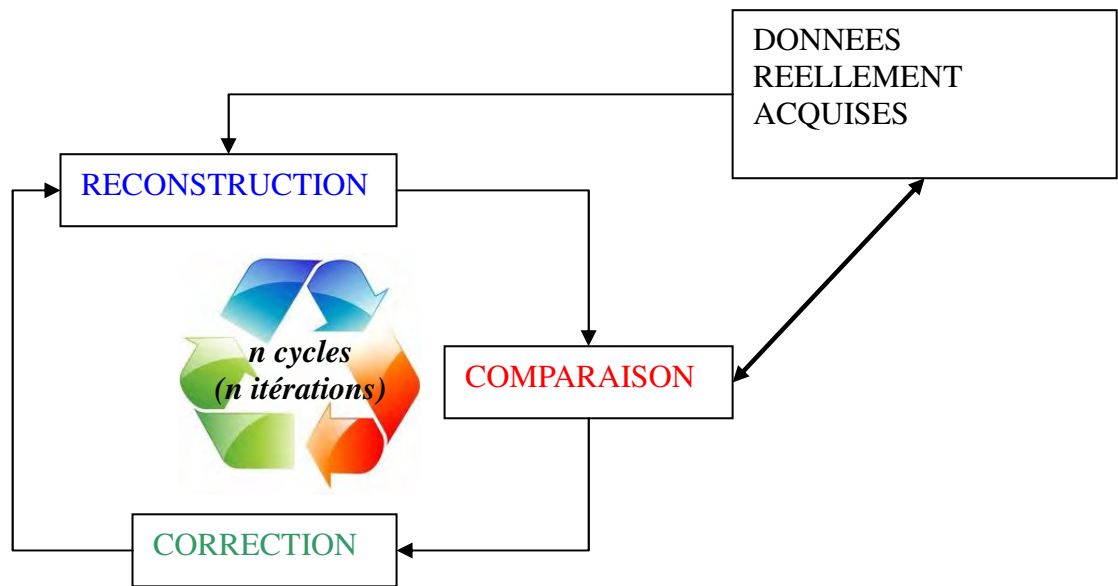 DONNEES
REELLEMENT
ACQUISES
RECONSTRUCTION
n cycles
(n itérations)
COMPARAISON
CORRECTION